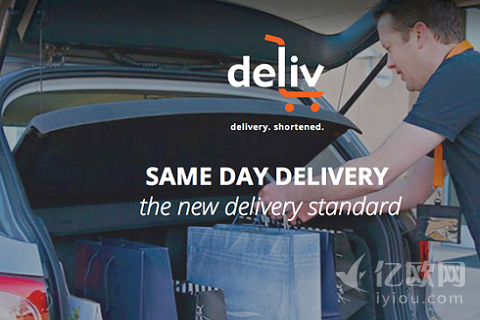 deliv
delivery. shortened.
SAME DAY DELIVERY
the new delivery standard
亿欧网
iyiou.com